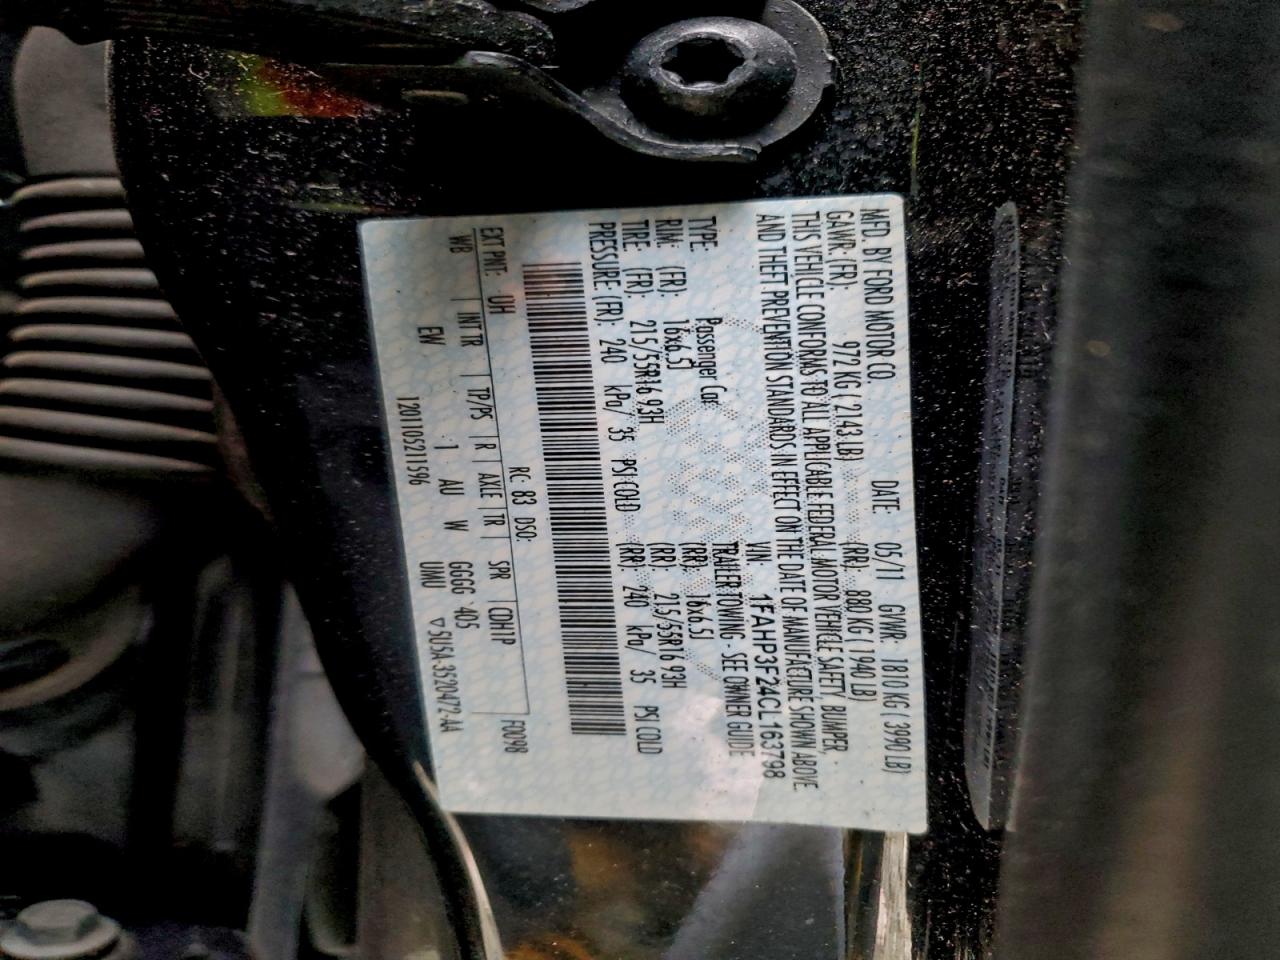 MFD. BY FORD MOTOR CO. DATE 05/11 GVWR: 1810 KG ( 3990 LB)
GAWR: (FR): 972 KG ( 2143 LB) (RR): 880 KG ( 1940 LB)
THIS VEHICLE CONFORMS TO ALL APPLICABLE FEDERAL MOTOR VEHICLE SAFETY/ BUMPER,
AND THEFT PREVENTION STANDARDS IN EFFECT ON THE DATE OF MANUFACTURE SHOWN ABOVE.
VIN: 1FAHP3F24CL163798
TYPE: Passenger Car TRAILER TOWING - SEE OWNER GUIDE
RIM: (FR): 16x6.5J (RR): 16x6.5J
TIRE: (FR): 215/55R16 93H (RR): 215/55R16 93H
PRESSURE (FR): 240 kPa/ 35 PSI COLD (RR): 240 kPa/ 35 PSI COLD
RC: 83 DSO: F0098
EXT PNT: UH
WB | INT TR | TP/PS | R | AXLE | TR | SPR | CDH1P
EW 1 AU W GGGG 405
UMU ▽5U5A-3520472-AA
120110521596